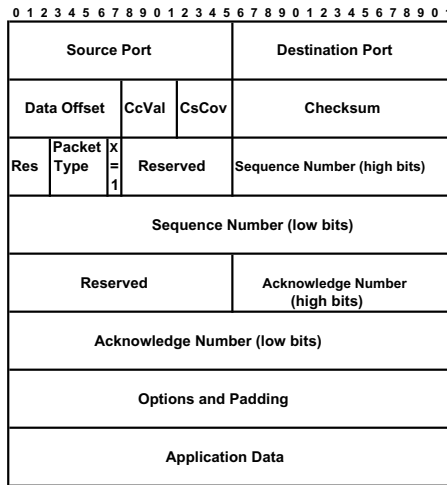 0 1 2 3 4 5 6 7 8 9 0 1 2 3 4 5 6 7 8 9 0 1 2 3 4 5 6 7 8 9 0 1
Source Port Destination Port
Data Offset CcVal CsCov Checksum
Res Packet Type x = 1 Reserved Sequence Number (high bits)
Sequence Number (low bits)
Reserved Acknowledge Number
(high bits)
Acknowledge Number (low bits)
Options and Padding
Application Data